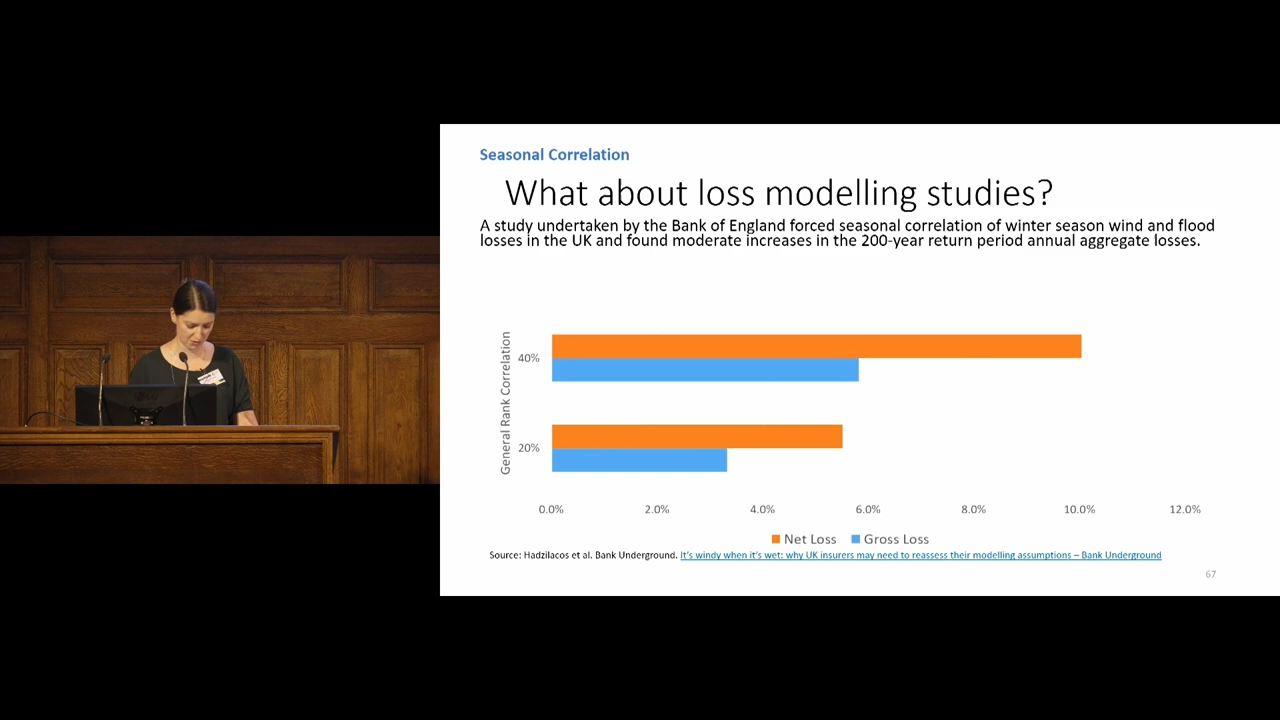 Seasonal Correlation
What about loss modelling studies?
A study undertaken by the Bank of England forced seasonal correlation of winter season wind and flood
losses in the UK and found moderate increases in the 200-year return period annual aggregate losses.
General Rank Correlation
40%
20%
0.0% 2.0% 4.0% 6.0% 8.0% 10.0% 12.0%
Net Loss Gross Loss
Source: Hadzilacos et al. Bank Underground. It's windy when it's wet: why UK insurers may need to reassess their modelling assumptions – Bank Underground
67